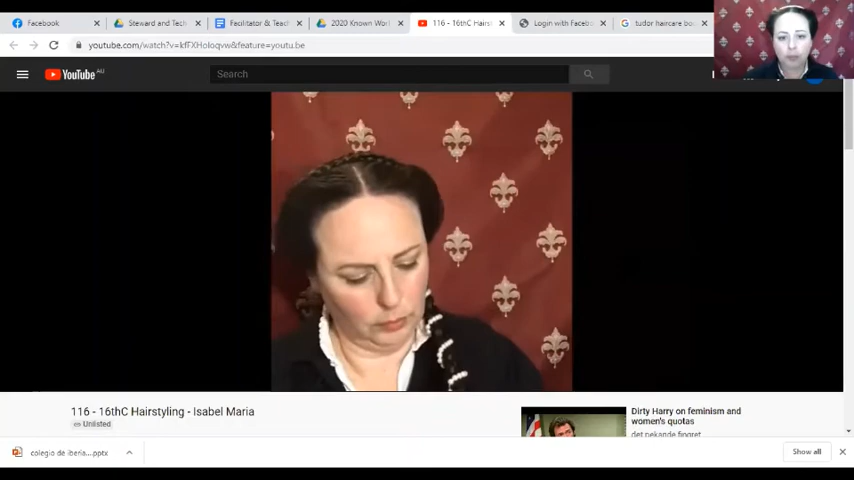 Facebook
Steward and Tech
Facilitator & Teach
2020 Known Worl
116 - 16thC Hairst
Login with Facebo
tudor haircare boo
youtube.com/watch?v=kfFXHoloqvw&feature=youtu.be
YouTube AU
Search
116 - 16thC Hairstyling - Isabel Maria
Unlisted
Dirty Harry on feminism and
women's quotas
det pekande fingret
colegio de iberia....pptx
Show all